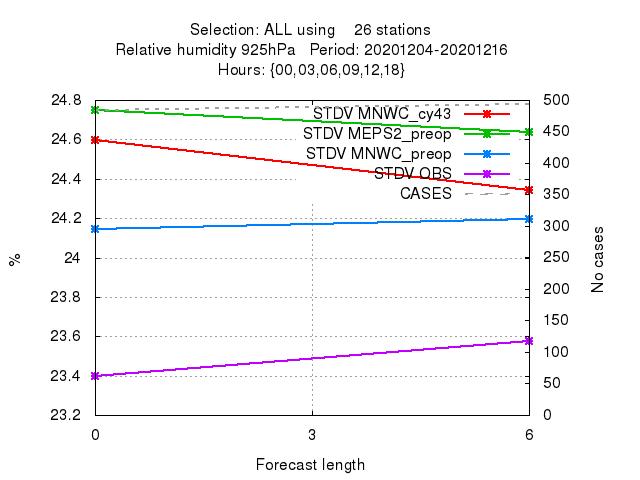 Selection: ALL using 26 stations
Relative humidity 925hPa Period: 20201204-20201216
Hours: {00,03,06,09,12,18}
STDV MNWC_cy43
STDV MEPS2_preop
STDV MNWC_preop
STDV OBS
CASES
24.8
24.6
24.4
24.2
24
23.8
23.6
23.4
23.2
%
500
450
400
350
300
250
200
150
100
50
0
No cases
0 3 6
Forecast length